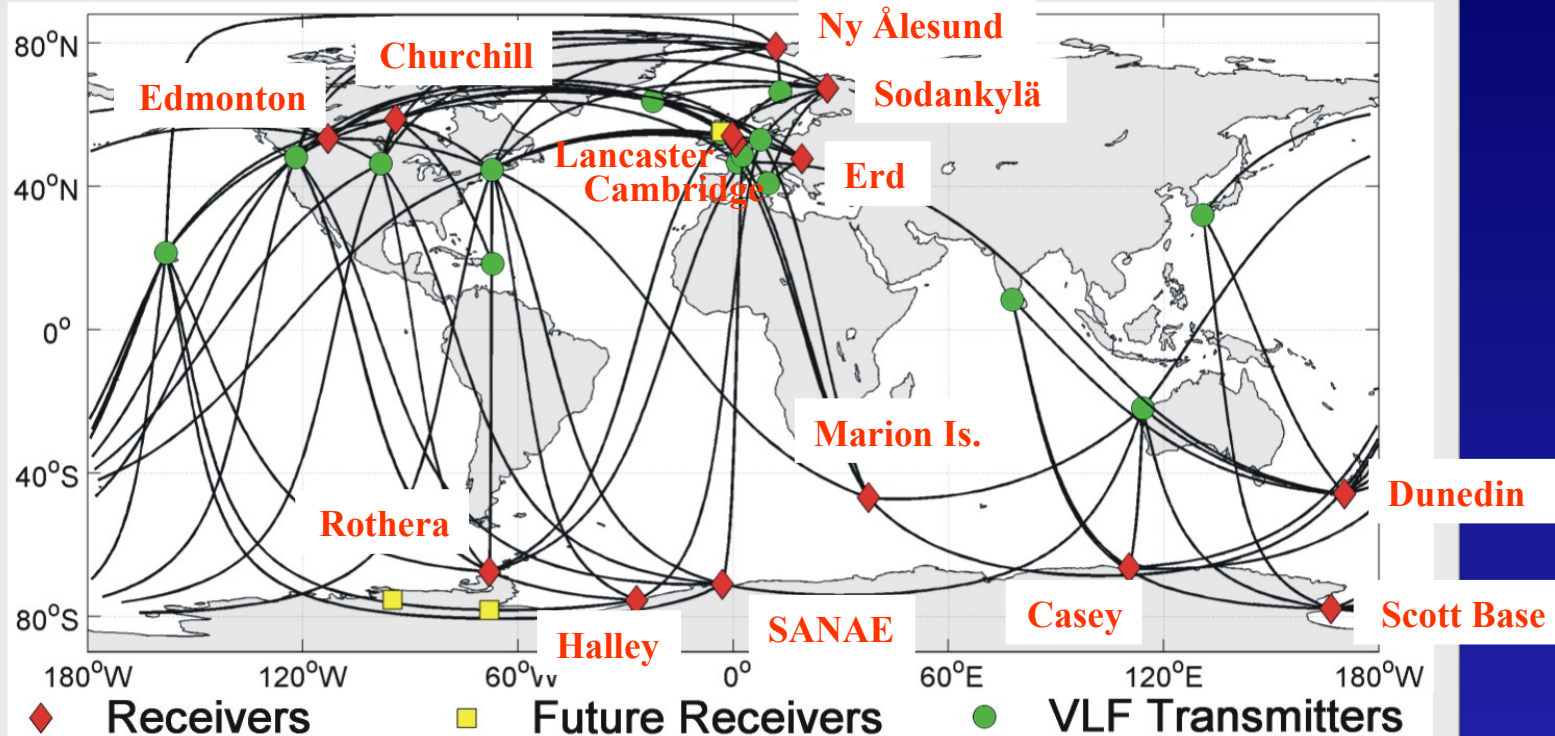 Ny Ålesund
80°N
Churchill
Edmonton
Sodankylä
Lancaster
Cambridge
Erd
40°N
0°
Marion Is.
40°S
Dunedin
Rothera
80°S
Halley
SANAE
Casey
Scott Base
180°W 120°W 60°W 0° 60°E 120°E 180°W
Receivers Future Receivers VLF Transmitters